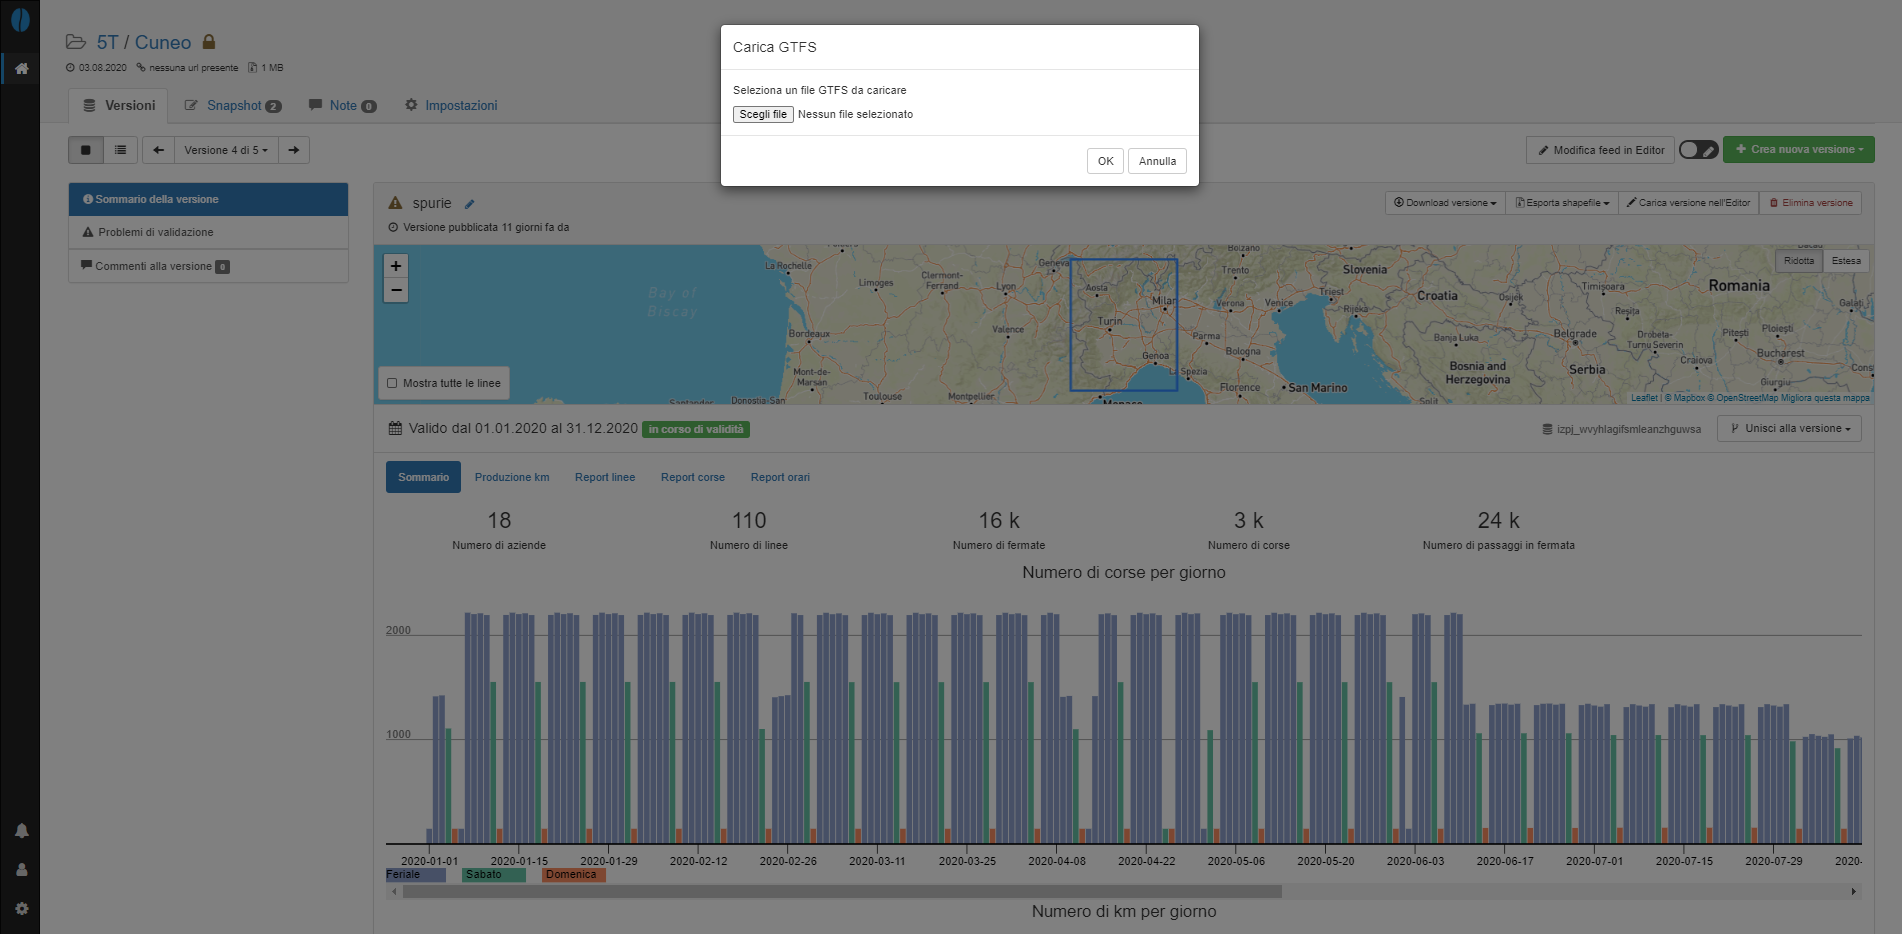 5T / Cuneo
03.08.2020 nessuna url presente 1 MB
Versioni Snapshot 2 Note 0 Impostazioni
Versione 4 di 5
Modifica feed in Editor
Crea nuova versione
Carica GTFS
Seleziona un file GTFS da caricare
Scegli file Nessun file selezionato
OK Annulla
Sommario della versione
Problemi di validazione
Commenti alla versione 0
spurie
Download versione Esporta shapefile Carica versione nell'Editor Elimina versione
Versione pubblicata 11 giorni fa da
+
−
Ridotta Estesa
Bolzano
La Rochelle
Geneva
Limoges
Clermont-
Ferrand
Lyon
Aosta
Trento
Slovenia
Milan
Verona
Venice
Triest
Rijeka
Croatia
Osijek
Timișoara
Romania
Galați
Bay of
Biscay
Bordeaux
Valence
Turin
Parma
Genoa
Bologna
La Spezia
Banja Luka
Belgrade
Reșița
Drobeta-
Turnu Severin
Pitești
Ploiești
Craiova
Bucharest
Mont-de-
Marsan
Toulouse
Montpellier
Monaco
Florence
San Marino
Bosnia and
Herzegovina
Serbia
Giurgiu
Cons
Santander
Donostia-San
Split
Mostra tutte le linee
Leaflet | © Mapbox © OpenStreetMap Migliora questa mappa
Valido dal 01.01.2020 al 31.12.2020 in corso di validità
izpj_wvyhlagifsmleanzhguwsa
Unisci alla versione
Sommario Produzione km Report linee Report corse Report orari
18 110 16 k 3 k 24 k
Numero di aziende Numero di linee Numero di fermate Numero di corse Numero di passaggi in fermata
Numero di corse per giorno
2000
1000
2020-01-01 2020-01-15 2020-01-29 2020-02-12 2020-02-26 2020-03-11 2020-03-25 2020-04-08 2020-04-22 2020-05-06 2020-05-20 2020-06-03 2020-06-17 2020-07-01 2020-07-15 2020-07-29 2020-
Feriale Sabato Domenica
Numero di km per giorno